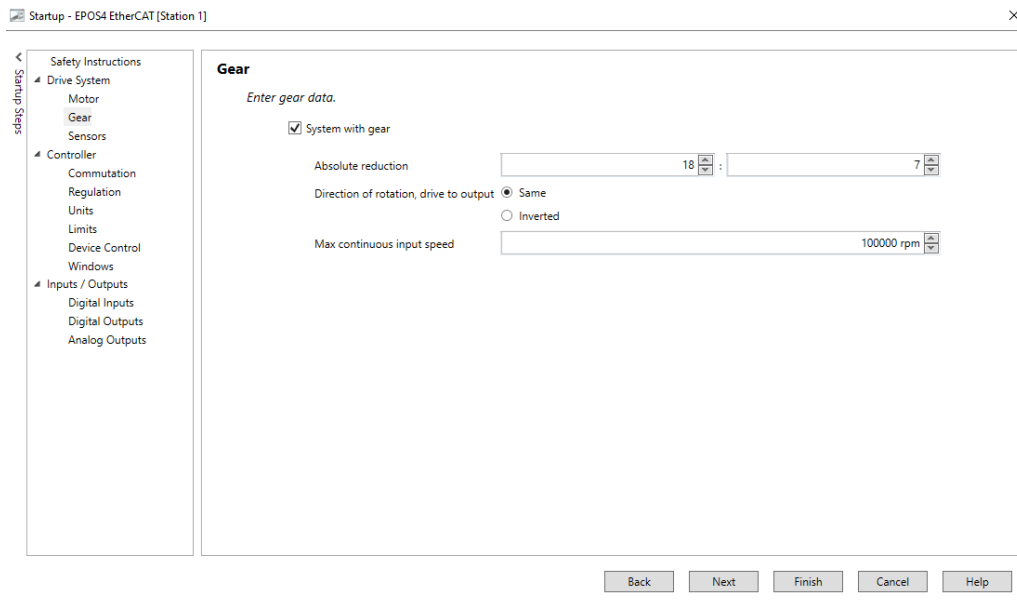 Startup - EPOS4 EtherCAT [Station 1]
Startup Steps
Safety Instructions
Drive System
Motor
Gear
Sensors
Controller
Commutation
Regulation
Units
Limits
Device Control
Windows
Inputs / Outputs
Digital Inputs
Digital Outputs
Analog Outputs
Gear
Enter gear data.
System with gear
Absolute reduction 18 : 7
Direction of rotation, drive to output Same
Inverted
Max continuous input speed 100000 rpm
Back Next Finish Cancel Help